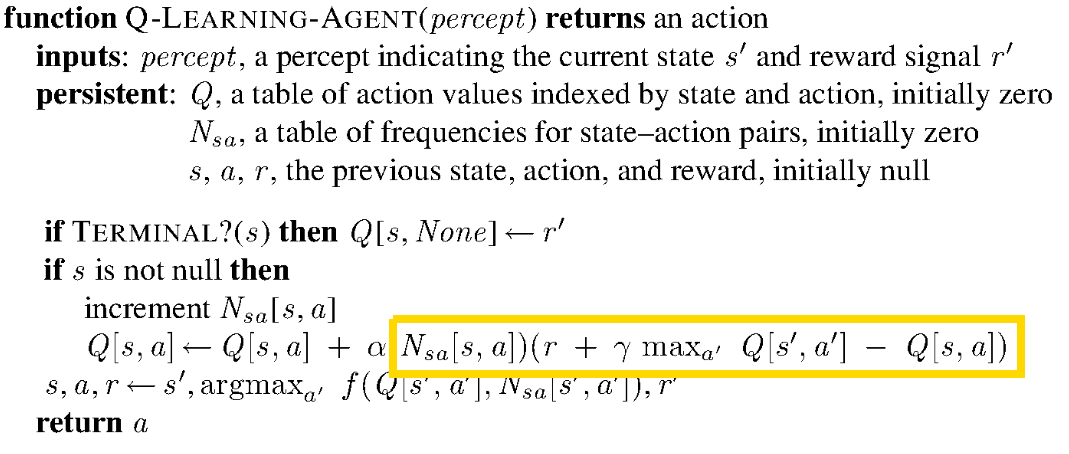 function Q-LEARNING-AGENT(percept) returns an action
inputs: percept, a percept indicating the current state s′ and reward signal r′
persistent: Q, a table of action values indexed by state and action, initially zero
N_sa, a table of frequencies for state–action pairs, initially zero
s, a, r, the previous state, action, and reward, initially null
if TERMINAL?(s) then Q[s, None] ← r′
if s is not null then
increment N_sa[s, a]
Q[s, a] ← Q[s, a] + α N_sa[s, a])(r + γ max_a′ Q[s′, a′] − Q[s, a])
s, a, r ← s′, argmax_a′ f(Q[s′, a′], N_sa[s′, a′]), r′
return a